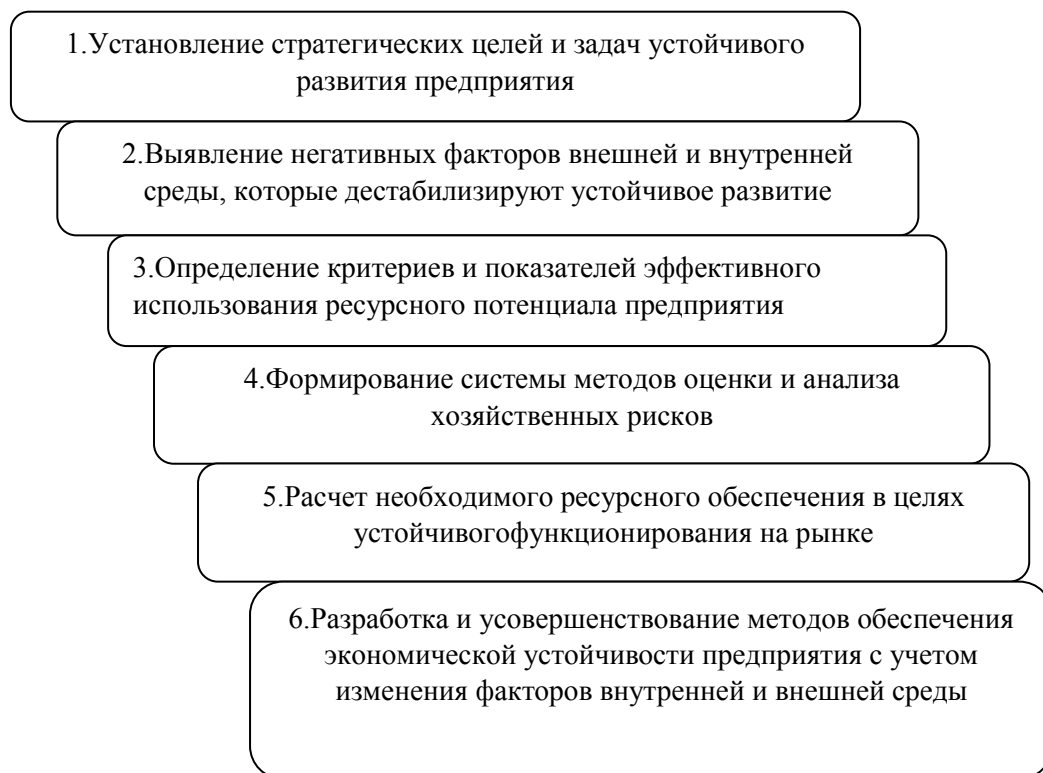 1.Установление стратегических целей и задач устойчивого
развития предприятия
2.Выявление негативных факторов внешней и внутренней
среды, которые дестабилизируют устойчивое развитие
3.Определение критериев и показателей эффективного
использования ресурсного потенциала предприятия
4.Формирование системы методов оценки и анализа
хозяйственных рисков
5.Расчет необходимого ресурсного обеспечения в целях
устойчивогофункционирования на рынке
6.Разработка и усовершенствование методов обеспечения
экономической устойчивости предприятия с учетом
изменения факторов внутренней и внешней среды